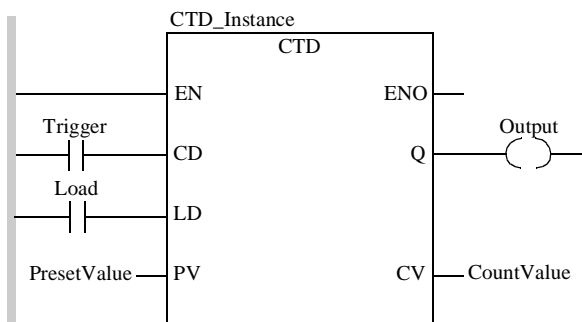 CTD_Instance
CTD
EN ENO
Trigger Output
CD Q
Load
LD
PresetValue PV CV CountValue